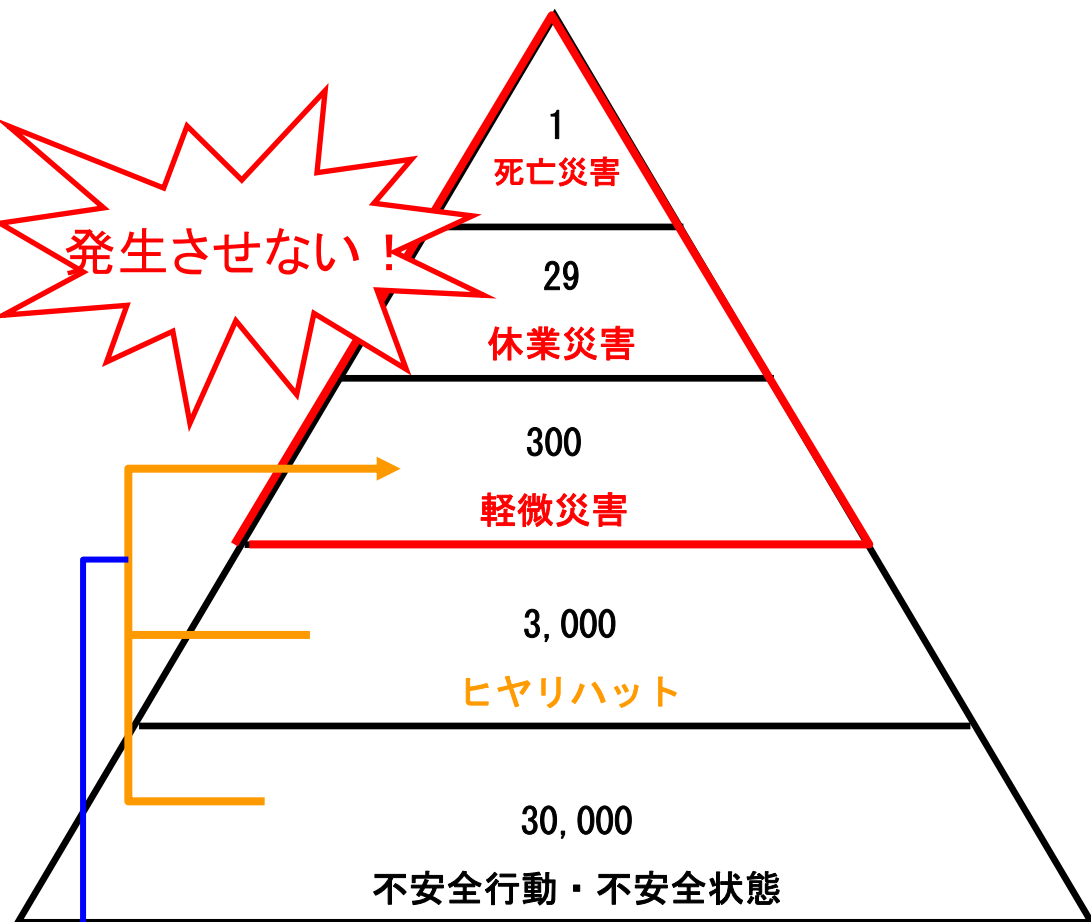 1
死亡災害
発生させない！
29
休業災害
300
軽微災害
3,000
ヒヤリハット
30,000
不安全行動・不安全状態